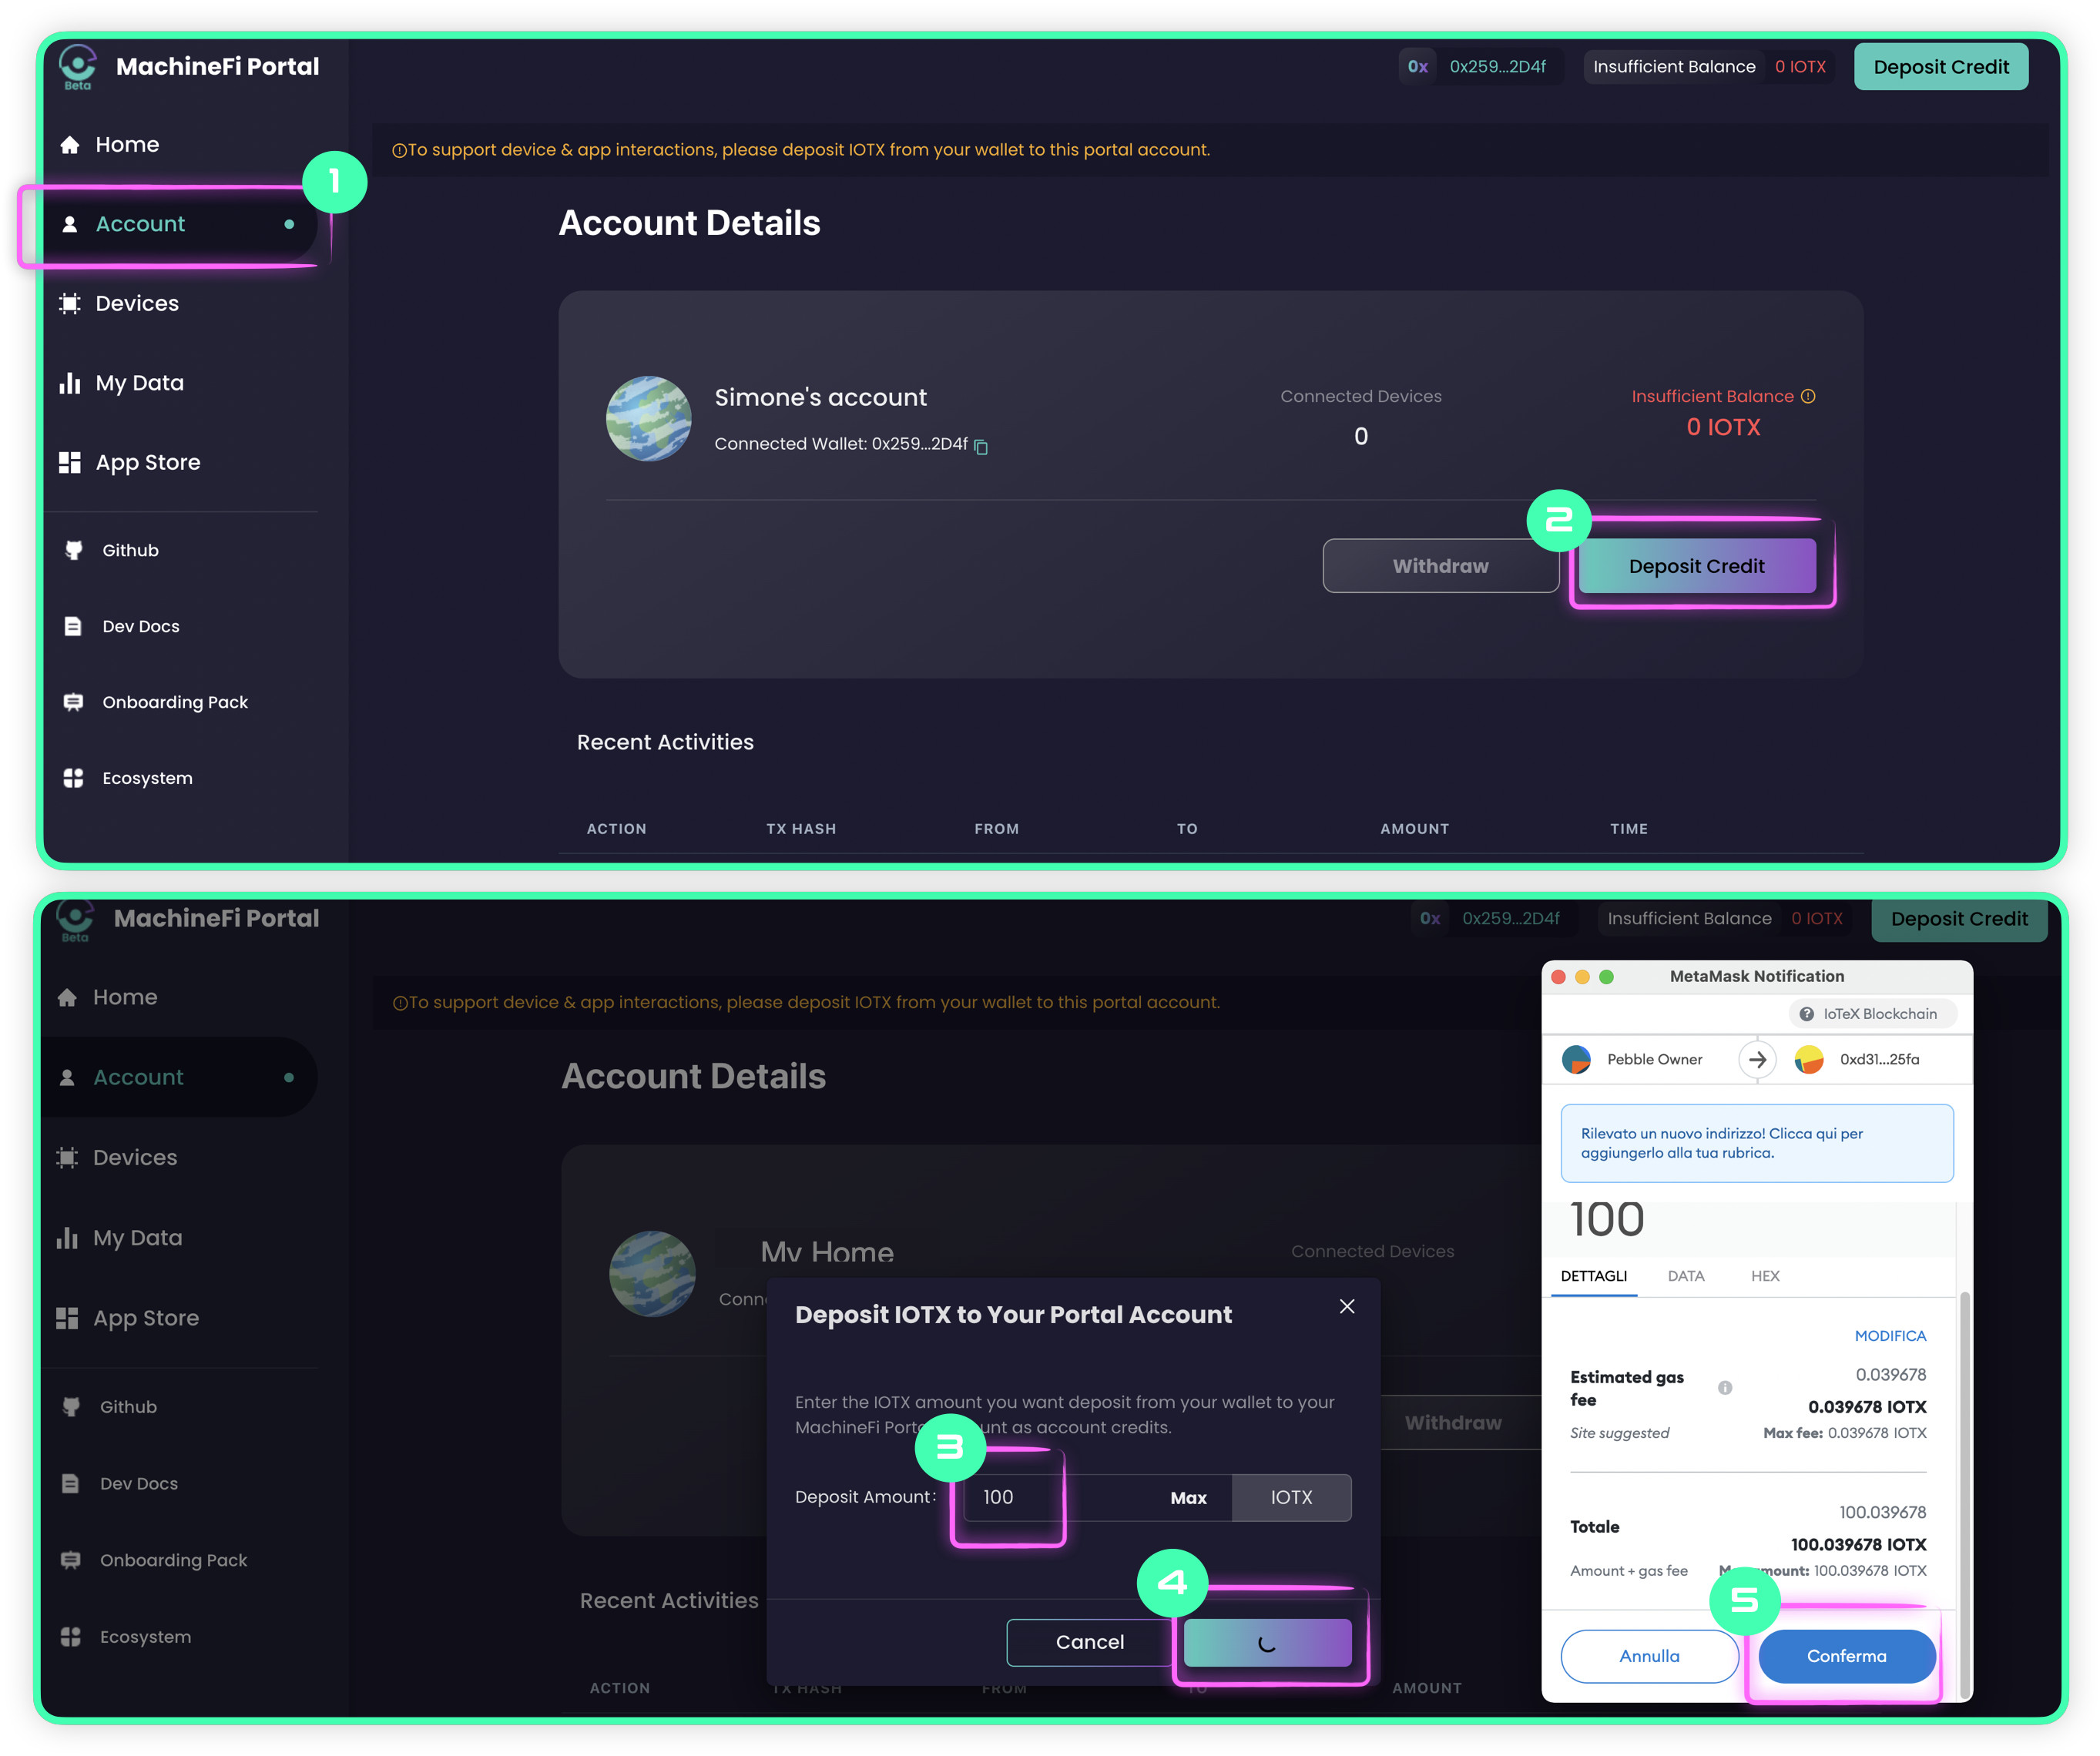 MachineFi Portal
Beta
0x 0x259...2D4f
Insufficient Balance 0 IOTX
Deposit Credit
Home
1
To support device & app interactions, please deposit IOTX from your wallet to this portal account.
Account
Account Details
Devices
My Data
App Store
Simone's account
Connected Wallet: 0x259...2D4f
Connected Devices
0
Insufficient Balance
0 IOTX
2
Withdraw
Deposit Credit
Github
Dev Docs
Onboarding Pack
Ecosystem
Recent Activities
ACTION TX HASH FROM TO AMOUNT TIME
MachineFi Portal
Beta
0x 0x259...2D4f
Insufficient Balance 0 IOTX
Deposit Credit
Home
To support device & app interactions, please deposit IOTX from your wallet to this portal account.
Account
Account Details
Devices
My Data
App Store
Github
Dev Docs
Onboarding Pack
Ecosystem
My Home
Connected Devices
Withdraw
Deposit IOTX to Your Portal Account
Enter the IOTX amount you want deposit from your wallet to your
MachineFi
as account credits.
3
Deposit Amount: 100 Max IOTX
4
Cancel
Recent Activities
ACTION TX HASH FROM TO AMOUNT
MetaMask Notification
IoTeX Blockchain
Pebble Owner
0xd31...25fa
Rilevato un nuovo indirizzo! Clicca qui per
aggiungerlo alla tua rubrica.
100
DETTAGLI DATA HEX
MODIFICA
Estimated gas
fee
0.039678
0.039678 IOTX
Site suggested
Max fee: 0.039678 IOTX
Totale
100.039678
100.039678 IOTX
Amount + gas fee
100.039678 IOTX
5
Annulla
Conferma